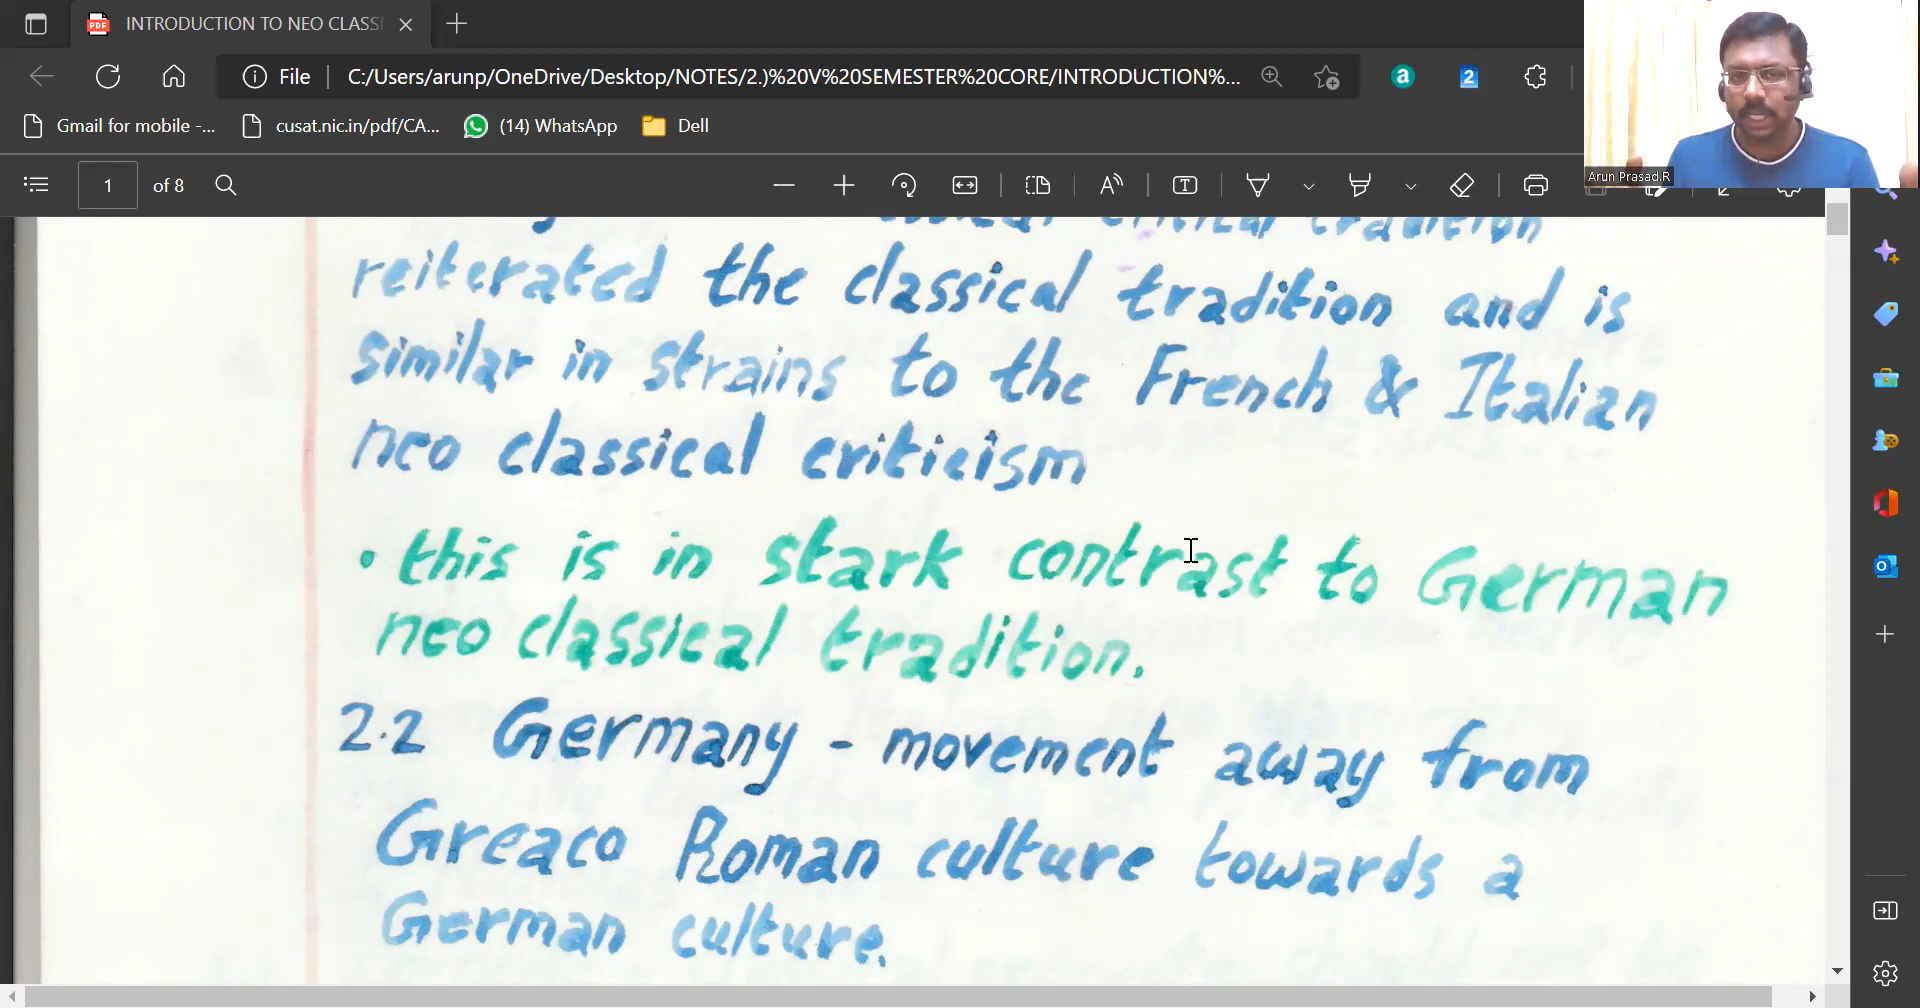 INTRODUCTION TO NEO CLASSI
File
C:/Users/arunp/OneDrive/Desktop/NOTES/2.)%20V%20SEMESTER%20CORE/INTRODUCTION%...
Gmail for mobile -...
cusat.nic.in/pdf/CA...
(14) WhatsApp
Dell
Arun Prasad.R
1 of 8
critical tradition
reiterated the classical tradition and is
similar in strains to the French & Italian
neo classical criticism
• this is in stark contrast to German
neo classical tradition.
2.2 Germany - movement away from
Greaco Roman culture towards a
German culture.